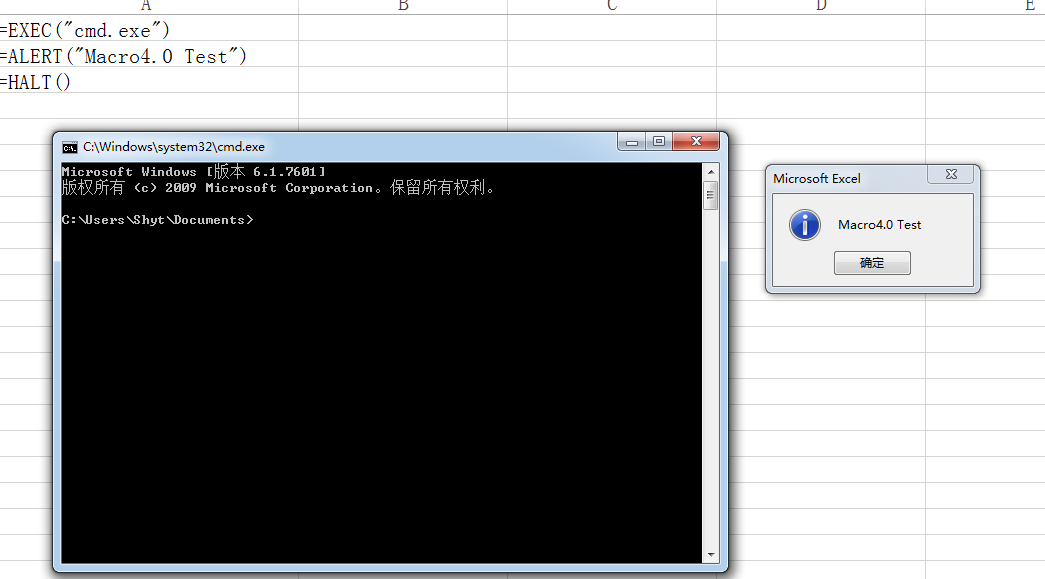 A B C D E
=EXEC("cmd.exe")
=ALERT("Macro4.0 Test")
=HALT()
C:\Windows\system32\cmd.exe
Microsoft Windows [版本 6.1.7601]
版权所有 (c) 2009 Microsoft Corporation。保留所有权利。
C:\Users\Shyt\Documents>
Microsoft Excel
Macro4.0 Test
确定